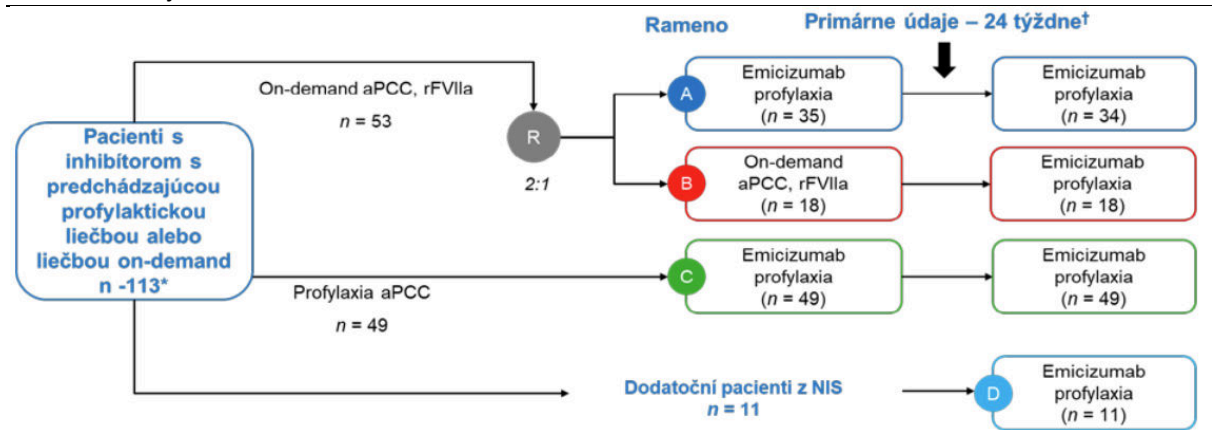 Rameno
Primárne údaje – 24 týždne†
On-demand aPCC, rFVIIa
n = 53
R
2:1
Pacienti s
inhibítorom s
predchádzajúcou
profylaktickou
liečbou alebo
liečbou on-demand
n -113*
A
Emicizumab
profylaxia
(n = 35)
Emicizumab
profylaxia
(n = 34)
B
On-demand
aPCC, rFVIIa
(n = 18)
Emicizumab
profylaxia
(n = 18)
Profylaxia aPCC
n = 49
C
Emicizumab
profylaxia
(n = 49)
Emicizumab
profylaxia
(n = 49)
Dodatoční pacienti z NIS
n = 11
D
Emicizumab
profylaxia
(n = 11)